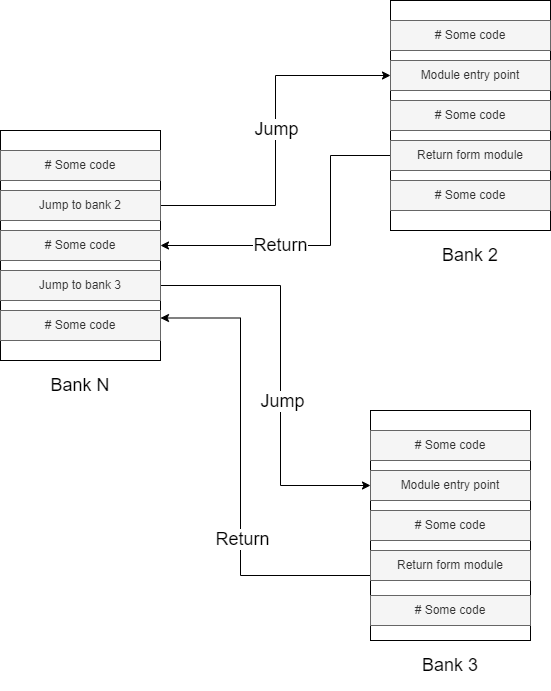 # Some code
Module entry point
# Some code
Return form module
# Some code
Bank 2
Jump
# Some code
Jump to bank 2
# Some code
Jump to bank 3
# Some code
Bank N
Return
Jump
Return
# Some code
Module entry point
# Some code
Return form module
# Some code
Bank 3